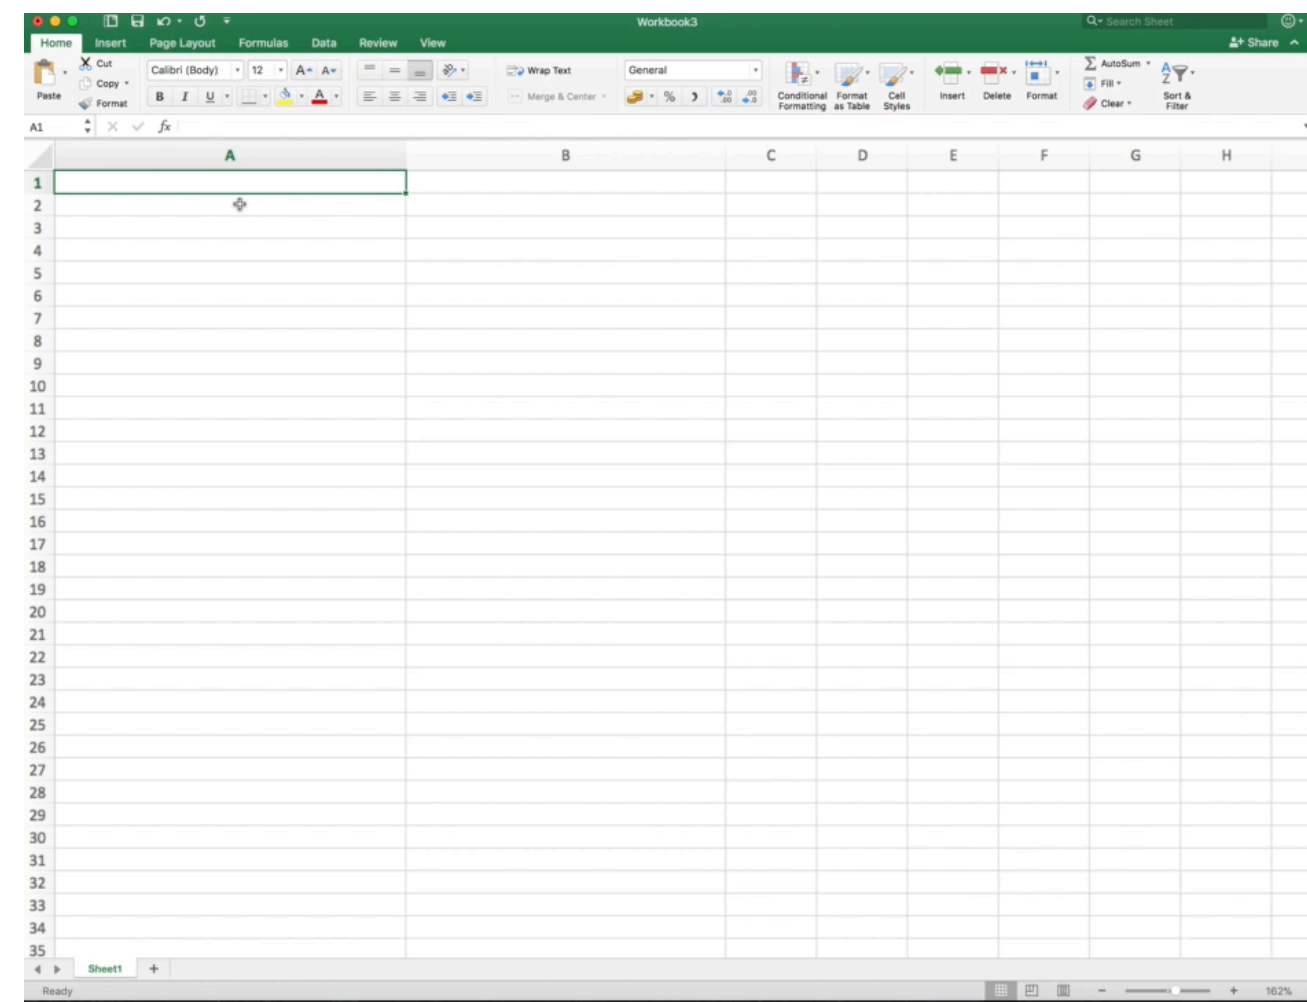 Workbook3
Search Sheet
Home Insert Page Layout Formulas Data Review View
Share
Paste
Cut
Copy
Format
Calibri (Body) 12 A A
B I U A
Wrap Text
Merge & Center
General
% .0 .00 .00 .0
Conditional Formatting
Format as Table
Cell Styles
Insert
Delete
Format
AutoSum
Fill
Clear
A Z
Sort & Filter
A1 fx
A B C D E F G H
1
2
3
4
5
6
7
8
9
10
11
12
13
14
15
16
17
18
19
20
21
22
23
24
25
26
27
28
29
30
31
32
33
34
35
Sheet1 +
Ready
− + 162%